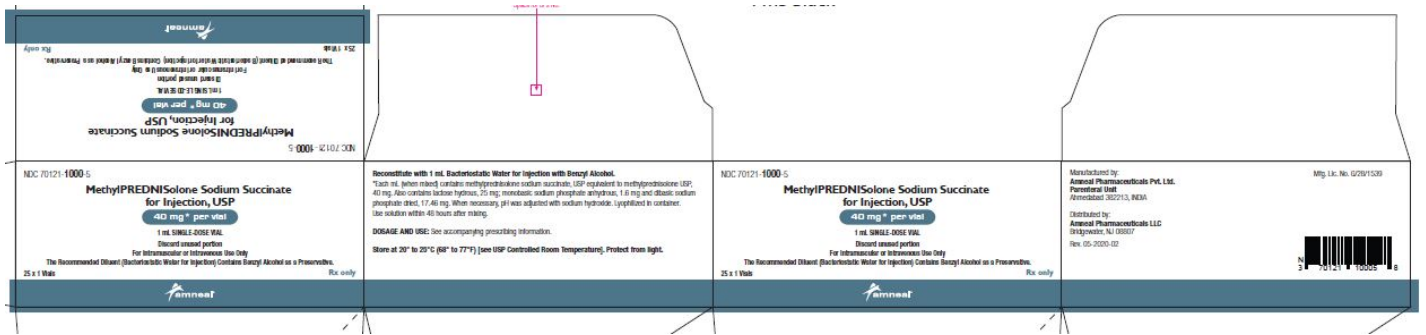 amneal
25 x 1 Vials
Rx only
The Recommended Diluent (Bacteriostatic Water for Injection) Contains Benzyl Alcohol as a Preservative.
For Intramuscular or Intravenous Use Only
Discard unused portion
1 mL SINGLE-DOSE VIAL
40 mg* per vial
for Injection, USP
MethylPREDNISolone Sodium Succinate
NDC 70121-1000-5
NDC 70121-1000-5
MethylPREDNISolone Sodium Succinate
for Injection, USP
40 mg* per vial
1 mL SINGLE-DOSE VIAL
Discard unused portion
For Intramuscular or Intravenous Use Only
The Recommended Diluent (Bacteriostatic Water for Injection) Contains Benzyl Alcohol as a Preservative.
25 x 1 Vials
Rx only
amneal
Reconstitute with 1 mL Bacteriostatic Water for Injection with Benzyl Alcohol.
*Each mL (when mixed) contains methylprednisolone sodium succinate, USP equivalent to methylprednisolone USP,
40 mg. Also contains lactose hydrous, 25 mg; monobasic sodium phosphate anhydrous, 1.6 mg and dibasic sodium
phosphate dried, 17.46 mg. When necessary, pH was adjusted with sodium hydroxide. Lyophilized in container.
Use solution within 48 hours after mixing.
DOSAGE AND USE: See accompanying prescribing information.
Store at 20° to 25°C (68° to 77°F) [see USP Controlled Room Temperature]. Protect from light.
NDC 70121-1000-5
MethylPREDNISolone Sodium Succinate
for Injection, USP
40 mg* per vial
1 mL SINGLE-DOSE VIAL
Discard unused portion
For Intramuscular or Intravenous Use Only
The Recommended Diluent (Bacteriostatic Water for Injection) Contains Benzyl Alcohol as a Preservative.
25 x 1 Vials
Rx only
amneal
Manufactured by:
Amneal Pharmaceuticals Pvt. Ltd.
Parenteral Unit
Ahmedabad 382213, INDIA
Distributed by:
Amneal Pharmaceuticals LLC
Bridgewater, NJ 08807
Rev. 05-2020-02
Mfg. Lic. No. G/28/1539
N
3 70121 10005 8